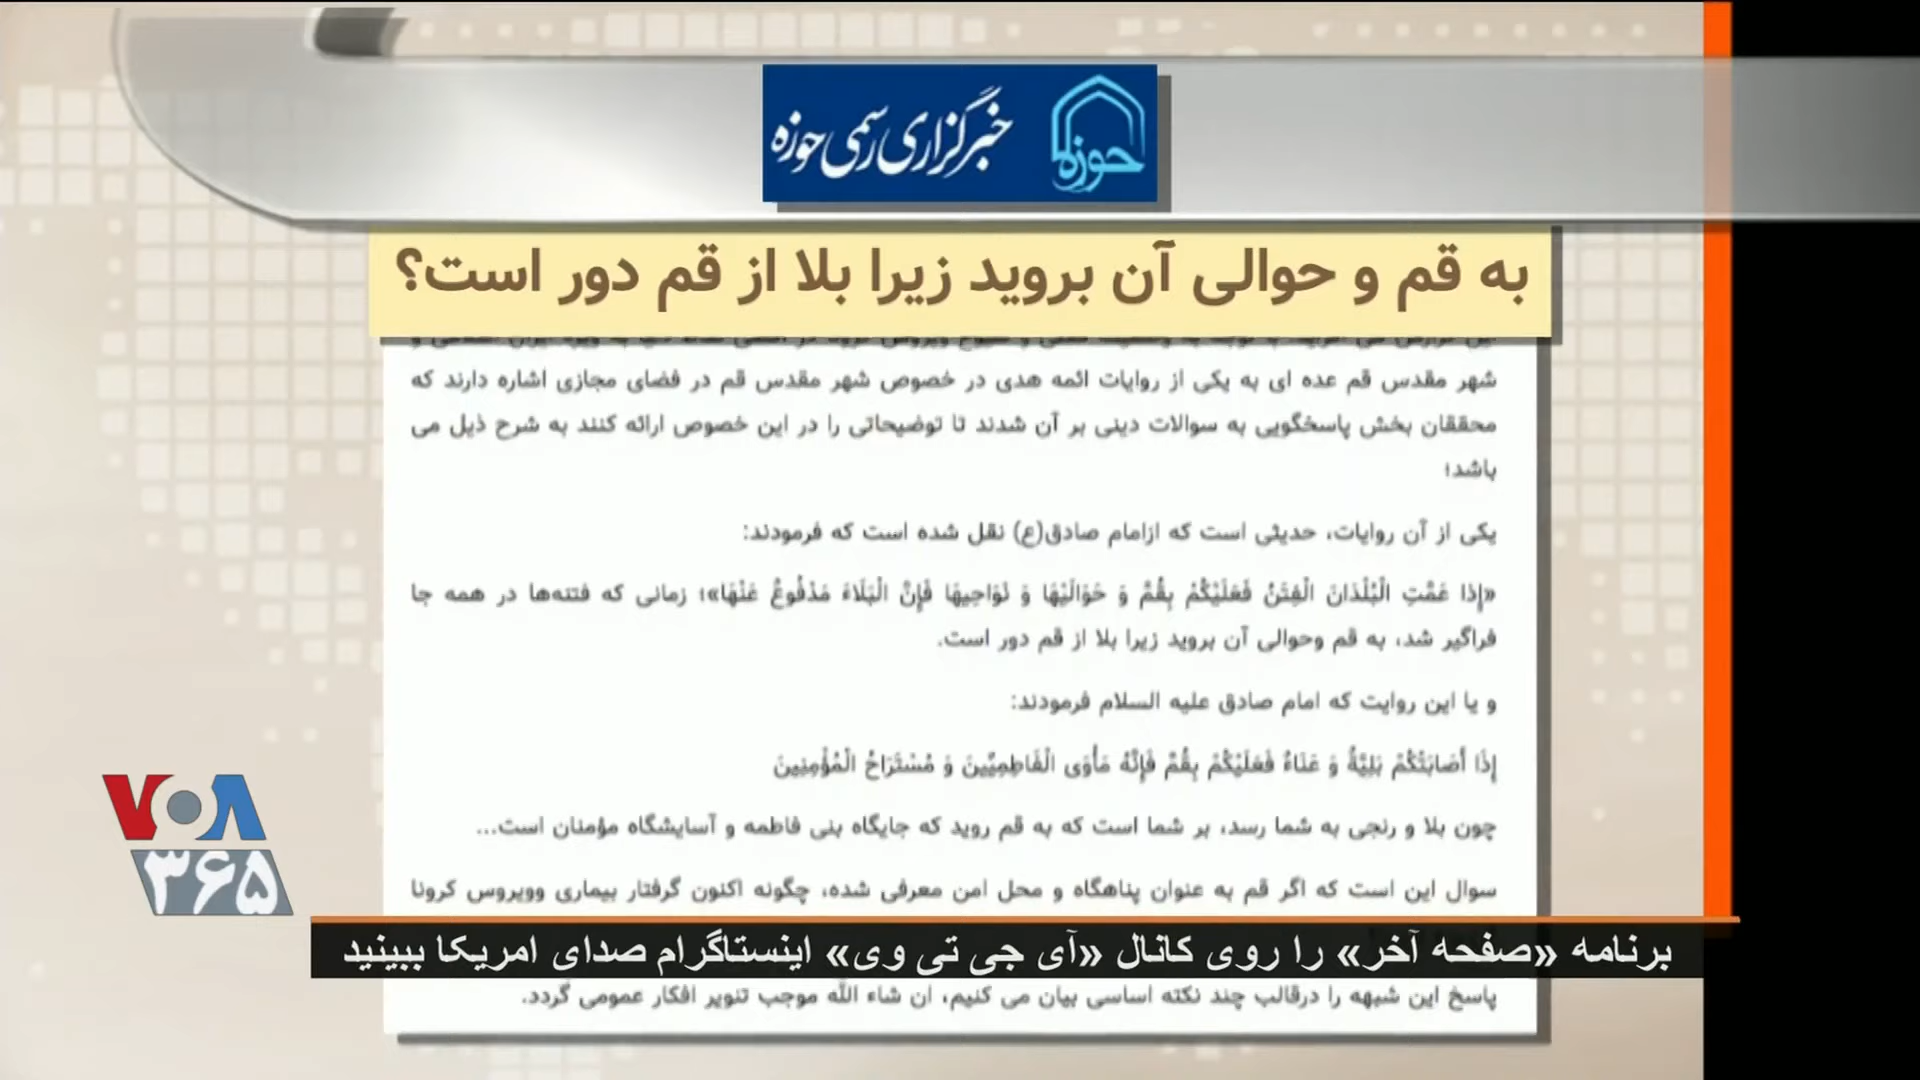 خبرگزاری رسمی حوزه
حوزه
به قم و حوالی آن بروید زیرا بلا از قم دور است؟
شهر مقدس قم عده ای به یکی از روایات ائمه هدی در خصوص شهر مقدس قم در فضای مجازی اشاره دارند که
محققان بخش پاسخگویی به سوالات دینی بر آن شدند تا توضیحاتی را در این خصوص ارائه کنند به شرح ذیل می
باشد؛
یکی از آن روایات، حدیثی است که ازامام صادق(ع) نقل شده است که فرمودند:
«إِذا عَمَّتِ الْبُلْدَانَ الْفِتَنُ فَعَلَيْكُمْ بِقُمَّ وَ حَوَالَيْهَا وَ نَوَاحِيهَا فَإِنَّ الْبَلَاءَ مَدْفُوعٌ عَنْهَا»؛ زمانی که فتنه‌ها در همه جا
فراگیر شد، به قم وحوالی آن بروید زیرا بلا از قم دور است.
و یا این روایت که امام صادق علیه السلام فرمودند:
إِذَا أَصَابَتْكُمْ بَلِيَّةٌ وَ عَنَاءٌ فَعَلَيْكُمْ بِقُمَّ فَإِنَّهُ مَأْوَى الْفَاطِمِيِّينَ وَ مُسْتَرَاحُ الْمُؤْمِنِينَ
چون بلا و رنجی به شما رسد، بر شما است که به قم روید که جایگاه بنی فاطمه و آسایشگاه مؤمنان است...
سوال این است که اگر قم به عنوان پناهگاه و محل امن معرفی شده، چگونه اکنون گرفتار بیماری وویروس کرونا
VOA
۳۶۵
برنامه «صفحه آخر» را روی کانال «آی جی تی وی» اینستاگرام صدای امریکا ببینید
پاسخ این شبهه را درقالب چند نکته اساسی بیان می کنیم، ان شاء الله موجب تنویر افکار عمومی گردد.